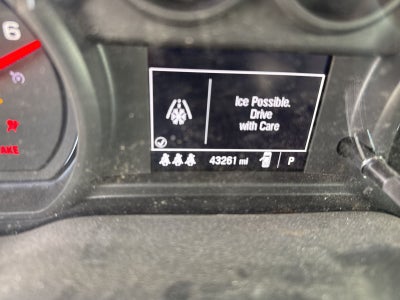 6
Ice Possible.
Drive
with Care
43261 mi
P